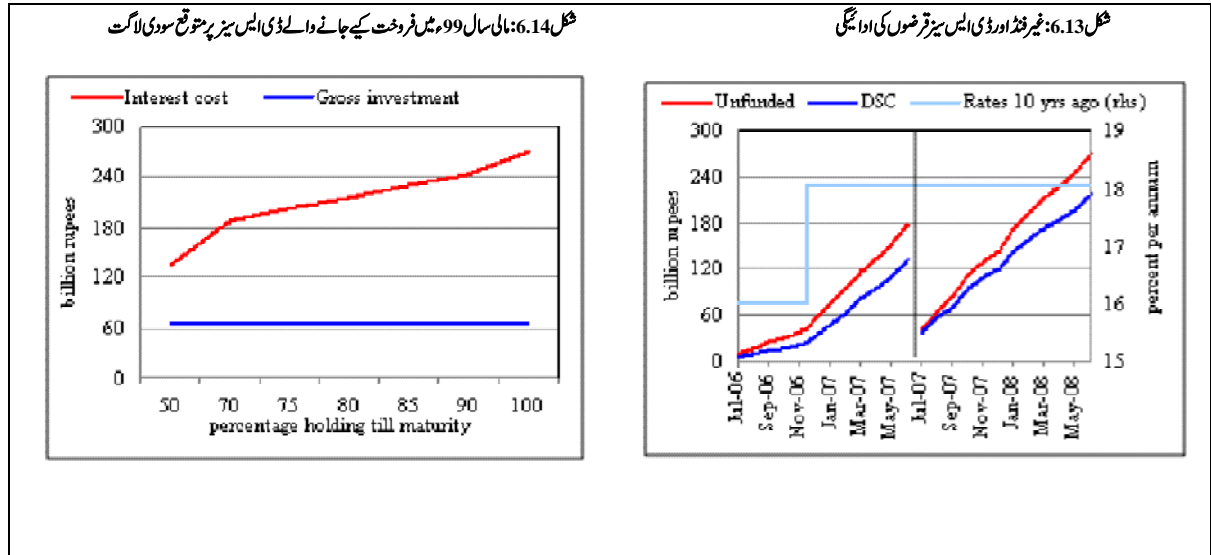 شکل 6.13: غیر فنڈ اور ڈی ایس سیز قرضوں کی ادائیگی
Unfunded DSC Rates 10 yrs ago (rhs)
billion rupees
300
240
180
120
60
0
19
18
17
16
15
percent per annum
Jul-06
Sep-06
Nov-06
Jan-07
Mar-07
May-07
Jul-07
Sep-07
Nov-07
Jan-08
Mar-08
May-08
شکل 6.14: مالی سال 99ء میں فروخت کیے جانے والے ڈی ایس سیز پر متوقع سودی لاگت
Interest cost Gross investment
billion rupees
300
240
180
120
60
0
50 70 75 80 85 90 100
percentage holding till maturity